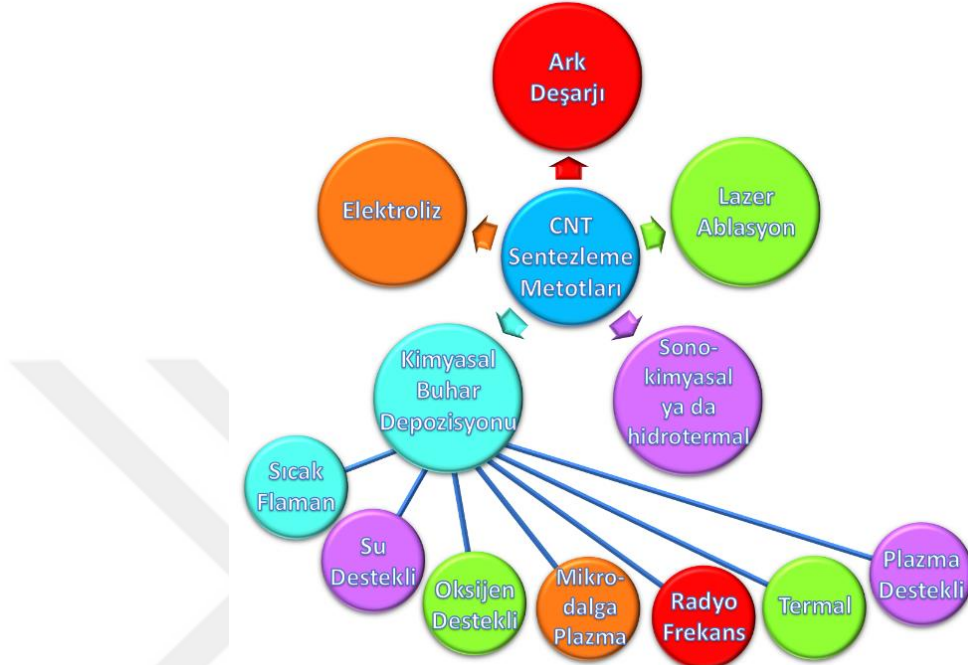 Ark
Deşarjı
Elektroliz
Lazer
Ablasyon
CNT
Sentezleme
Metotları
Kimyasal
Buhar
Depozisyonu
Sono-
kimyasal
ya da
hidrotermal
Sıcak
Flaman
Su
Destekli
Oksijen
Destekli
Mikro-
dalga
Plazma
Radyo
Frekans
Termal
Plazma
Destekli